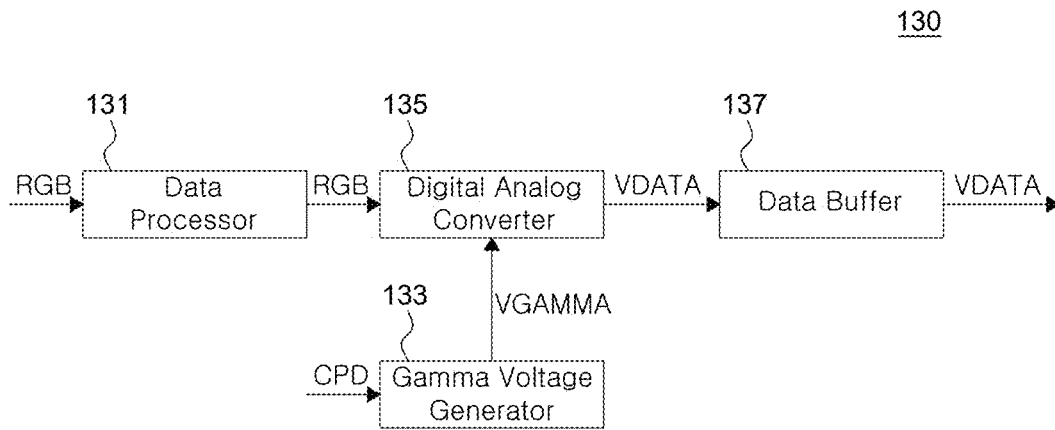 130
131
135
137
RGB
Data
Processor
RGB
Digital Analog
Converter
VDATA
Data Buffer
VDATA
133
VGAMMA
CPD
Gamma Voltage
Generator